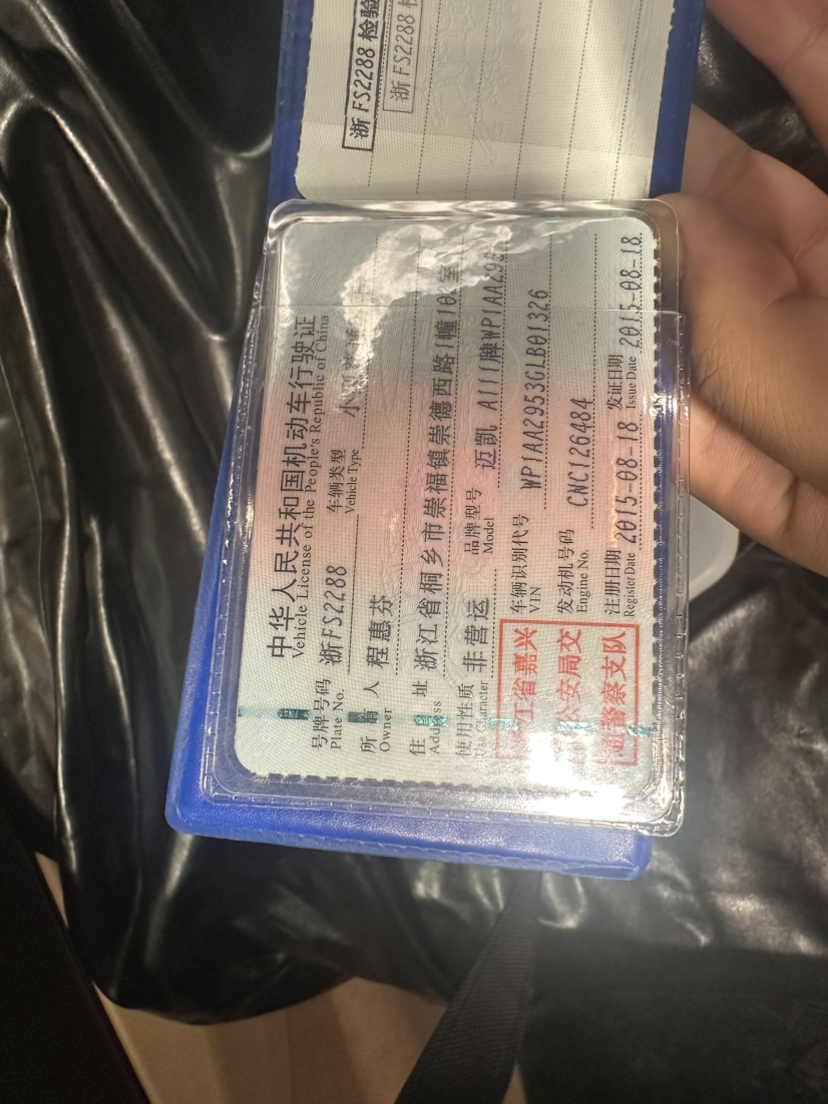 浙FS2288 检验
浙FS2288 检
中华人民共和国机动车行驶证
Vehicle License of the People's Republic of China
号牌号码 浙FS2288 车辆类型 小
Plate No. Vehicle Type
所有人 程惠芬
Owner
住址 浙江省桐乡市崇福镇崇德西路1幢10 室
Address
使用性质 非营运 品牌型号 迈凯 A111牌WP1AA295
Use Character Model
江省嘉兴
公安局交
通警察支队
车辆识别代号 WP1AA2953GLB01326
VIN
发动机号码 CNC126484
Engine No.
注册日期 2015-08-18 发证日期 2015-08-18
Register Date Issue Date